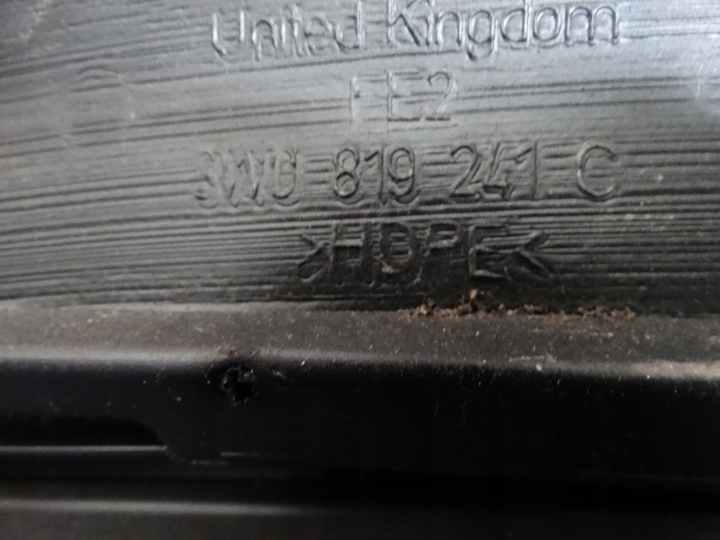 United Kingdom
FE2
3W0 819 241 C
>HDPE<